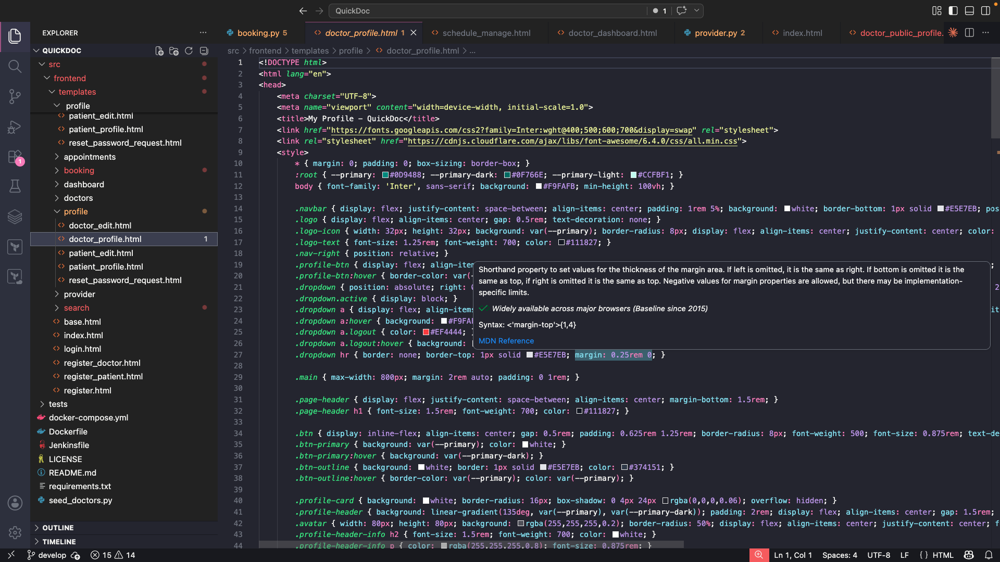 QuickDoc
1
EXPLORER
booking.py 5
doctor_profile.html 1
schedule_manage.html
doctor_dashboard.html
provider.py 2
index.html
doctor_public_profile.
QUICKDOC
src
frontend
templates
profile
patient_edit.html
patient_profile.html
reset_password_request.html
appointments
booking
dashboard
doctors
profile
doctor_edit.html
doctor_profile.html 1
patient_edit.html
patient_profile.html
reset_password_request.html
provider
search
base.html
index.html
login.html
register_doctor.html
register_patient.html
register.html
tests
docker-compose.yml
Dockerfile
Jenkinsfile
LICENSE
README.md
requirements.txt
seed_doctors.py
OUTLINE
TIMELINE
1
src > frontend > templates > profile > doctor_profile.html > ...
1 <!DOCTYPE html>
2 <html lang="en">
3 <head>
4 <meta charset="UTF-8">
5 <meta name="viewport" content="width=device-width, initial-scale=1.0">
6 <title>My Profile - QuickDoc</title>
7 <link href="https://fonts.googleapis.com/css2?family=Inter:wght@400;500;600;700&display=swap" rel="stylesheet">
8 <link rel="stylesheet" href="https://cdnjs.cloudflare.com/ajax/libs/font-awesome/6.4.0/css/all.min.css">
9 <style>
10 * { margin: 0; padding: 0; box-sizing: border-box; }
11 :root { --primary: #0D9488; --primary-dark: #0F766E; --primary-light: #CCFBF1; }
12 body { font-family: 'Inter', sans-serif; background: #F9FAFB; min-height: 100vh; }
13
14 .navbar { display: flex; justify-content: space-between; align-items: center; padding: 1rem 5%; background: white; border-bottom: 1px solid #E5E7EB; pos
15 .logo { display: flex; align-items: center; gap: 0.5rem; text-decoration: none; }
16 .logo-icon { width: 32px; height: 32px; background: var(--primary); border-radius: 8px; display: flex; align-items: center; justify-content: center; color:
17 .logo-text { font-size: 1.25rem; font-weight: 700; color: #111827; }
18 .nav-right { position: relative; }
19 .profile-btn { display: flex; align-item ;
20 .profile-btn:hover { border-color: var(-
21 .dropdown { position: absolute; right: 2
22 .dropdown.active { display: block; }
23 .dropdown a { display: flex; align-items it
24 .dropdown a:hover { background: #F9FA
25 .dropdown a.logout { color: #EF4444; }
26 .dropdown a.logout:hover { background:
27 .dropdown hr { border: none; border-top: 1px solid #E5E7EB; margin: 0.25rem 0; }
28
29 .main { max-width: 800px; margin: 2rem auto; padding: 0 1rem; }
30
31 .page-header { display: flex; justify-content: space-between; align-items: center; margin-bottom: 1.5rem; }
32 .page-header h1 { font-size: 1.5rem; font-weight: 700; color: #111827; }
33
34 .btn { display: inline-flex; align-items: center; gap: 0.5rem; padding: 0.625rem 1.25rem; border-radius: 8px; font-weight: 500; font-size: 0.875rem; text-de
35 .btn-primary { background: var(--primary); color: white; }
36 .btn-primary:hover { background: var(--primary-dark); }
37 .btn-outline { background: white; border: 1px solid #E5E7EB; color: #374151; }
38 .btn-outline:hover { border-color: var(--primary); color: var(--primary); }
39
40 .profile-card { background: white; border-radius: 16px; box-shadow: 0 4px 24px rgba(0,0,0,0.06); overflow: hidden; }
41 .profile-header { background: linear-gradient(135deg, var(--primary), var(--primary-dark)); padding: 2rem; display: flex; align-items: center; gap: 1.5rem;
42 .avatar { width: 80px; height: 80px; background: rgba(255,255,255,0.2); border-radius: 50%; display: flex; align-items: center; justify-content: center; f
43 .profile-header-info h2 { font-size: 1.5rem; font-weight: 700; color: white; }
44 .profile-header-info p { color: rgba(255,255,255,0.8); font-size: 0.875rem; }
Shorthand property to set values for the thickness of the margin area. If left is omitted, it is the same as right. If bottom is omitted it is the
same as top, if right is omitted it is the same as top. Negative values for margin properties are allowed, but there may be implementation-
specific limits.
Widely available across major browsers (Baseline since 2015)
Syntax: <'margin-top'>{1,4}
MDN Reference
develop 15 14
Ln 1, Col 1 Spaces: 4 UTF-8 LF { } HTML